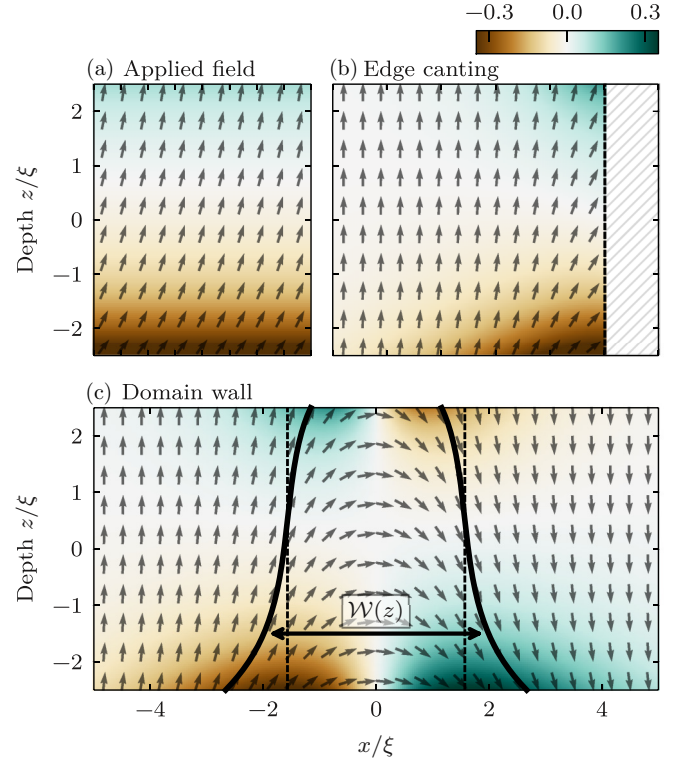 −0.3 0.0 0.3
(a) Applied field (b) Edge canting
2
1
0
−1
−2
Depth z/ξ
(c) Domain wall
2
1
0
−1
−2
Depth z/ξ
𝒲(z)
−4 −2 0 2 4
x/ξ